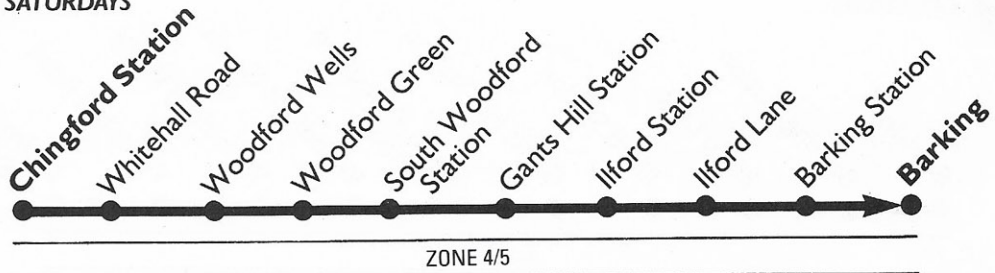 SATURDAYS
Chingford Station
Whitehall Road
Woodford Wells
Woodford Green
South Woodford
Station
Gants Hill Station
Ilford Station
Ilford Lane
Barking Station
Barking
ZONE 4/5